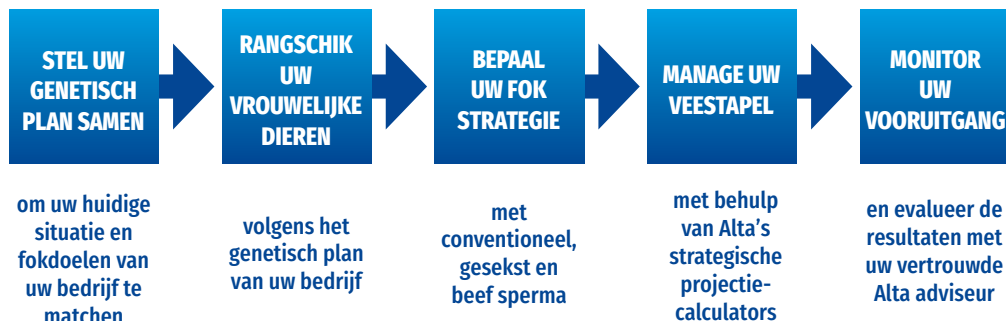 STEL UW
GENETISCH
PLAN SAMEN
RANGSCHIK
UW
VROUWELIJKE
DIEREN
BEPAAL
UW FOK
STRATEGIE
MANAGE UW
VEESTAPEL
MONITOR
UW
VOORUITGANG
om uw huidige
situatie en
fokdoelen van
uw bedrijf te
matchen
volgens het
genetisch plan
van uw bedrijf
met
conventioneel,
gesekst en
beef sperma
met behulp
van Alta's
strategische
projectie-
calculators
en evalueer de
resultaten met
uw vertrouwde
Alta adviseur